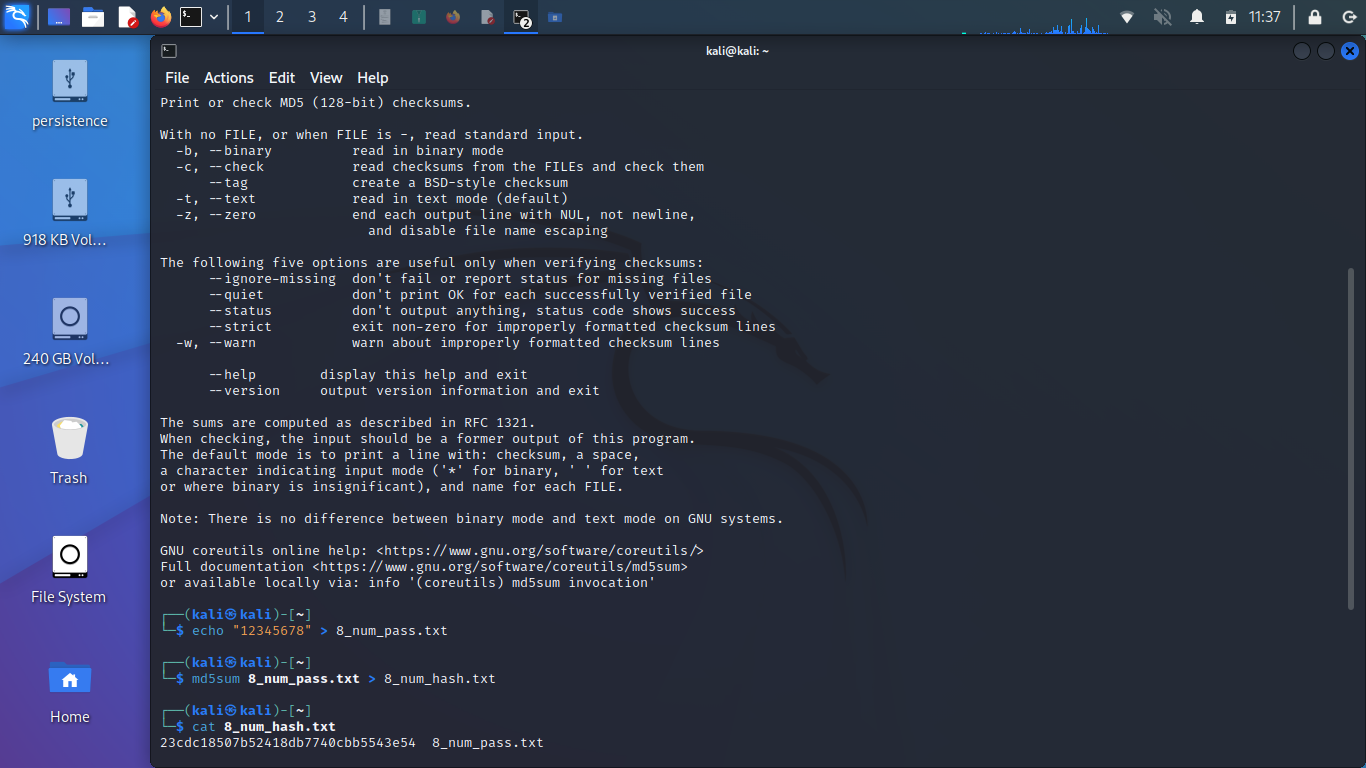 1 2 3 4 2 11:37
kali@kali: ~
File Actions Edit View Help
Print or check MD5 (128-bit) checksums.
With no FILE, or when FILE is -, read standard input.
-b, --binary read in binary mode
-c, --check read checksums from the FILEs and check them
--tag create a BSD-style checksum
-t, --text read in text mode (default)
-z, --zero end each output line with NUL, not newline,
and disable file name escaping
The following five options are useful only when verifying checksums:
--ignore-missing don't fail or report status for missing files
--quiet don't print OK for each successfully verified file
--status don't output anything, status code shows success
--strict exit non-zero for improperly formatted checksum lines
-w, --warn warn about improperly formatted checksum lines
--help display this help and exit
--version output version information and exit
The sums are computed as described in RFC 1321.
When checking, the input should be a former output of this program.
The default mode is to print a line with: checksum, a space,
a character indicating input mode ('*' for binary, ' ' for text
or where binary is insignificant), and name for each FILE.
Note: There is no difference between binary mode and text mode on GNU systems.
GNU coreutils online help: <https://www.gnu.org/software/coreutils/>
Full documentation <https://www.gnu.org/software/coreutils/md5sum>
or available locally via: info '(coreutils) md5sum invocation'
┌──(kali㉿kali)-[~]
└─$ echo "12345678" > 8_num_pass.txt
┌──(kali㉿kali)-[~]
└─$ md5sum 8_num_pass.txt > 8_num_hash.txt
┌──(kali㉿kali)-[~]
└─$ cat 8_num_hash.txt
23cdc18507b52418db7740cbb5543e54  8_num_pass.txt
persistence
918 KB Vol...
240 GB Vol...
Trash
File System
Home